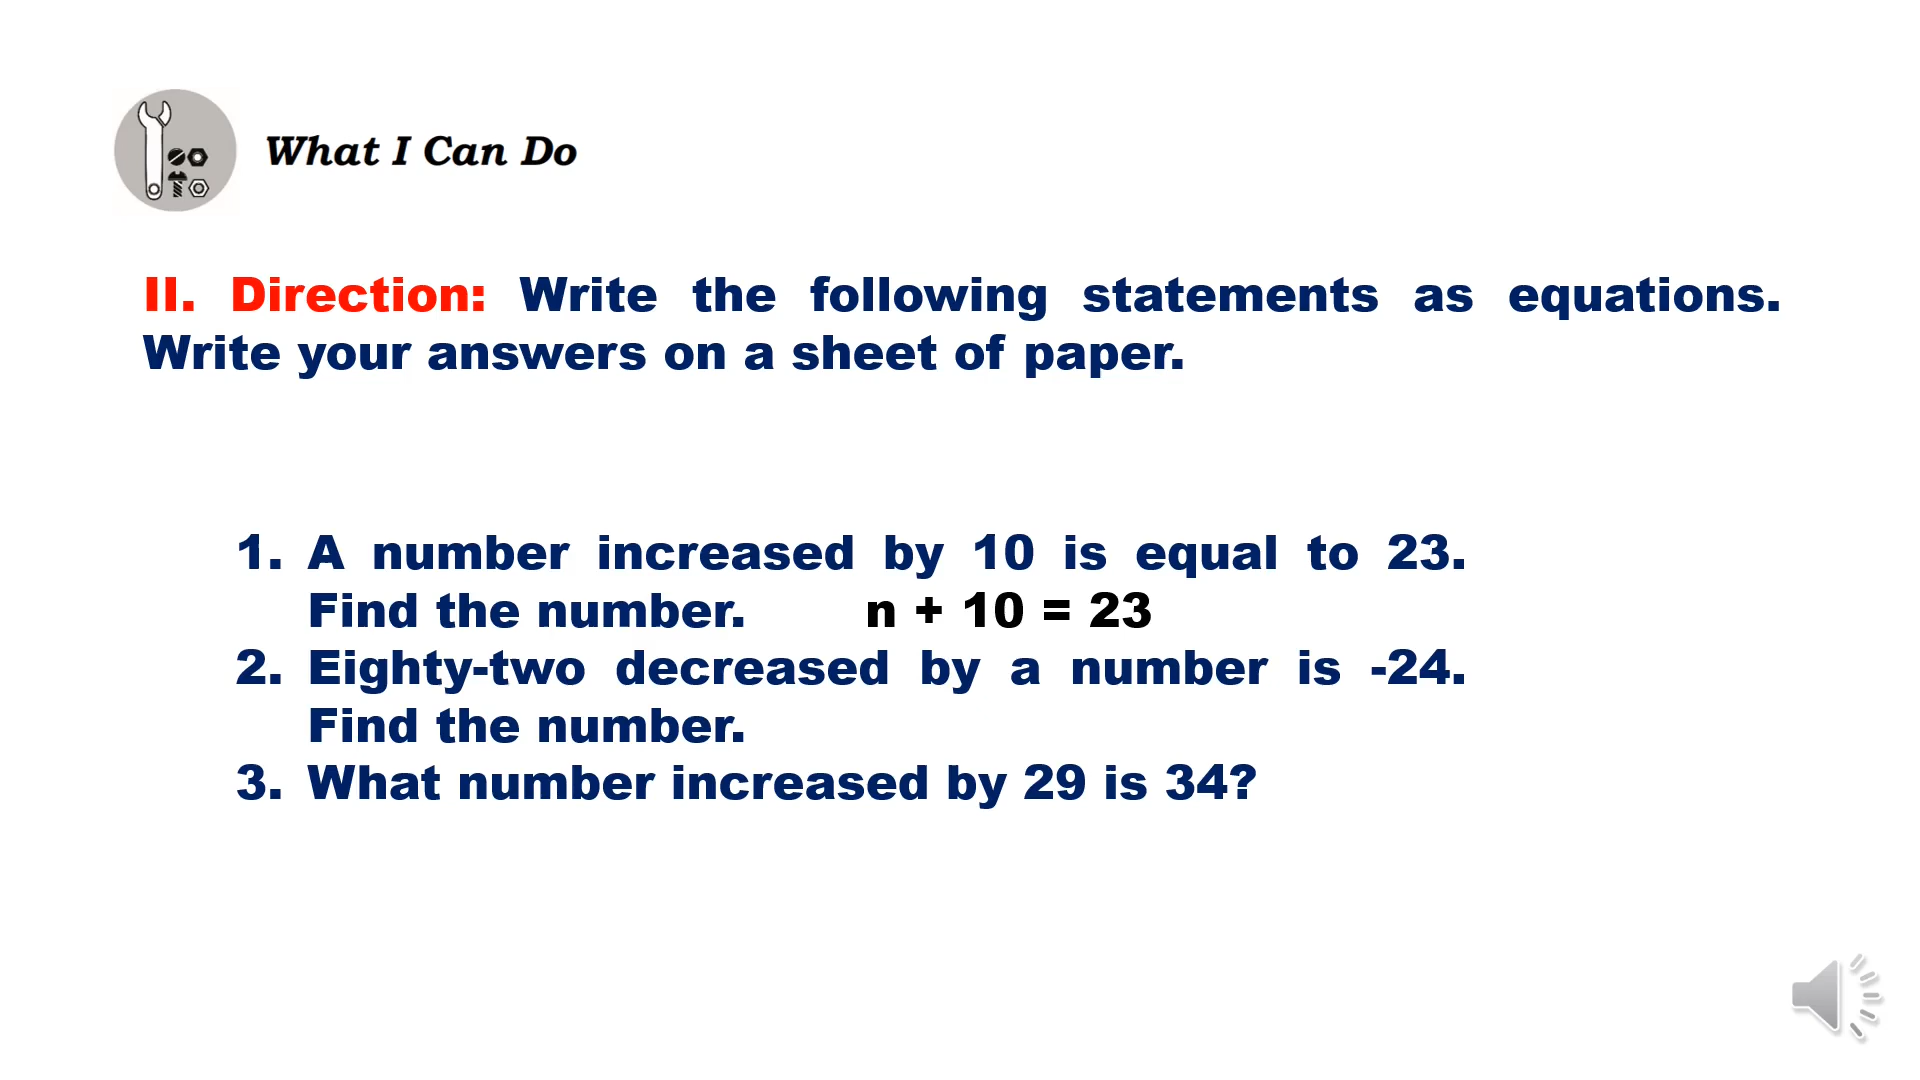 What I Can Do
II. Direction: Write the following statements as equations.
Write your answers on a sheet of paper.
1. A number increased by 10 is equal to 23.
Find the number. n + 10 = 23
2. Eighty-two decreased by a number is -24.
Find the number.
3. What number increased by 29 is 34?